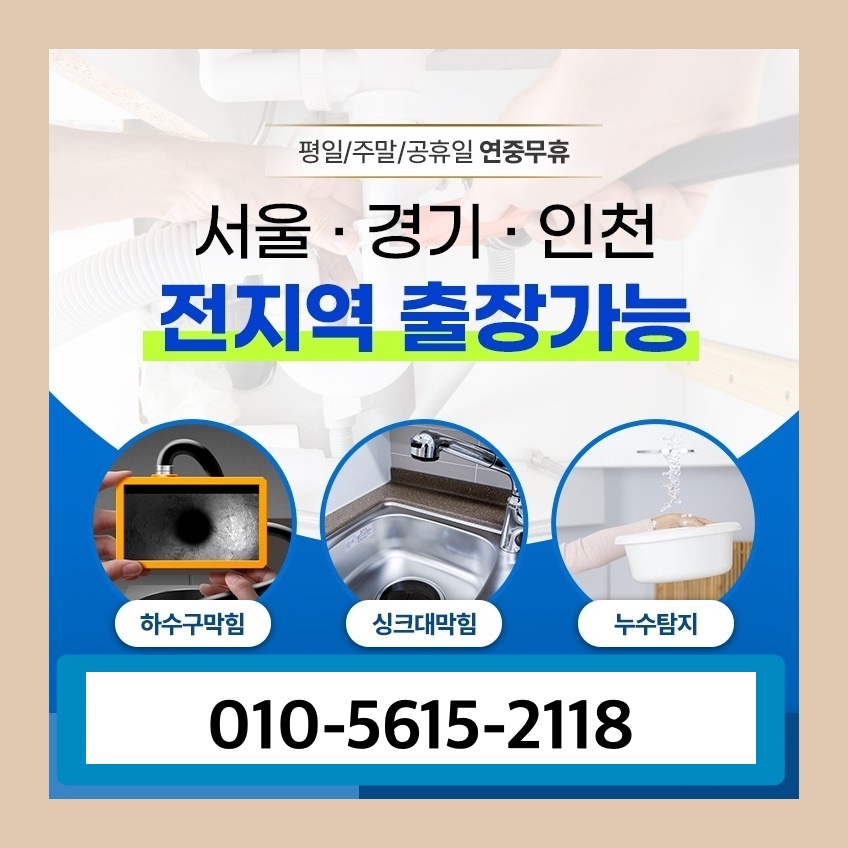 평일/주말/공휴일 연중무휴
서울 · 경기 · 인천
전지역 출장가능
하수구막힘
싱크대막힘
누수탐지
010-5615-2118